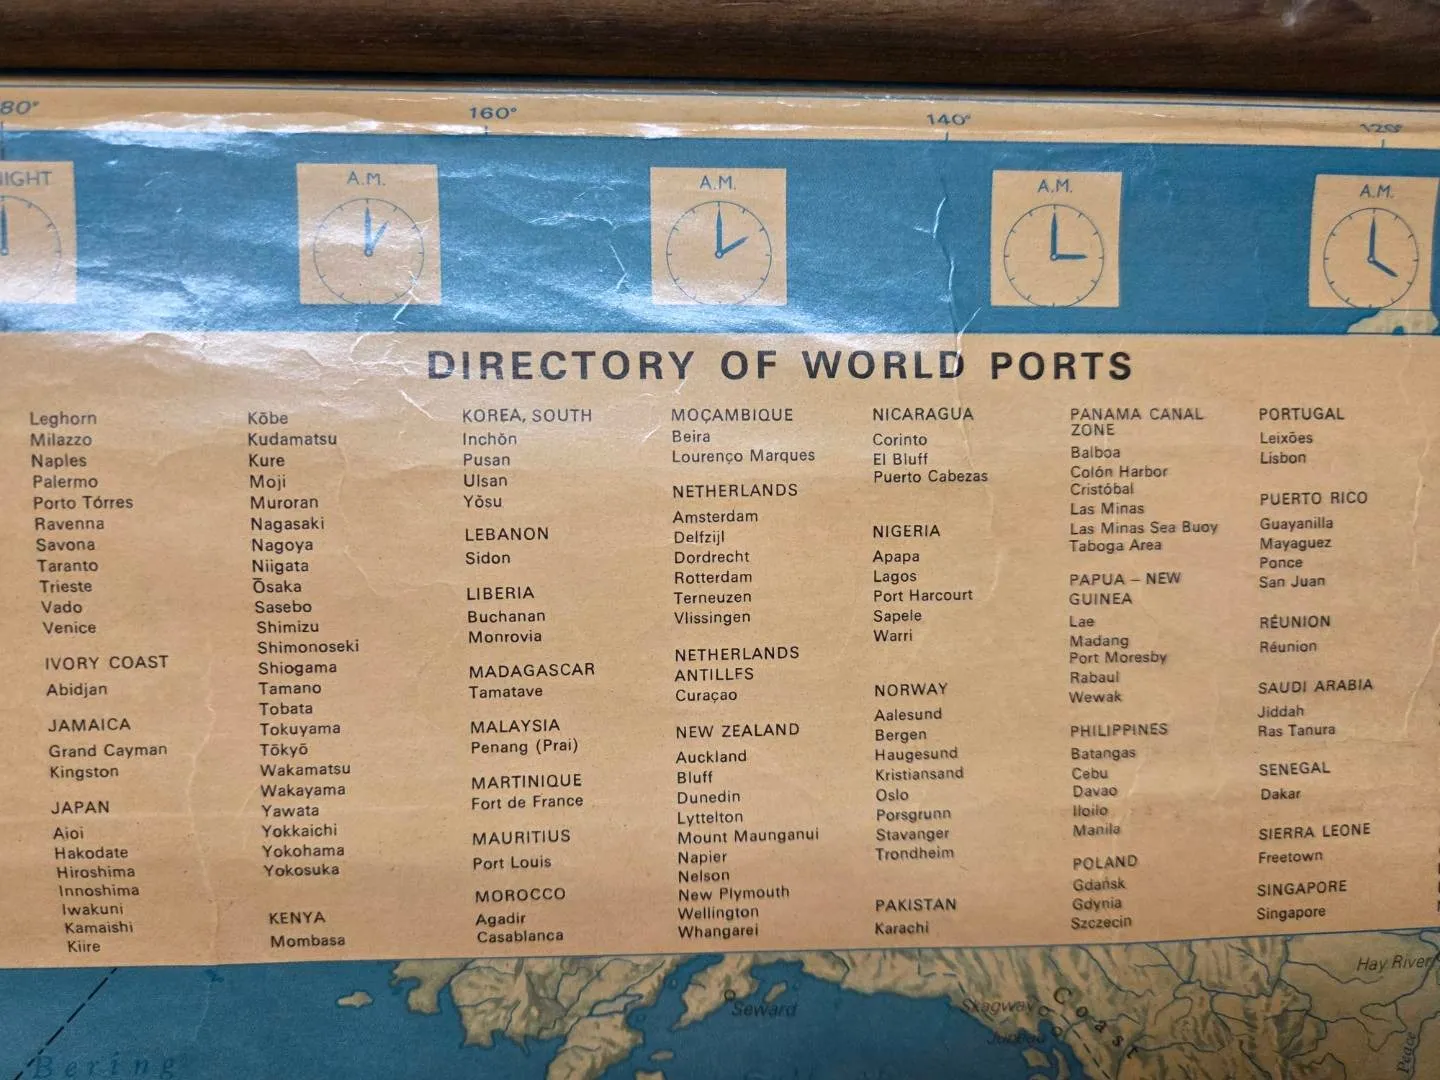 80°
160°
140°
120°
NIGHT
A.M.
A.M.
A.M.
A.M.
DIRECTORY OF WORLD PORTS
Leghorn
Milazzo
Naples
Palermo
Porto Tórres
Ravenna
Savona
Taranto
Trieste
Vado
Venice
IVORY COAST
Abidjan
JAMAICA
Grand Cayman
Kingston
JAPAN
Aioi
Hakodate
Hiroshima
Innoshima
Iwakuni
Kamaishi
Kiire
Kōbe
Kudamatsu
Kure
Moji
Muroran
Nagasaki
Nagoya
Niigata
Ōsaka
Sasebo
Shimizu
Shimonoseki
Shiogama
Tamano
Tobata
Tokuyama
Tōkyō
Wakamatsu
Wakayama
Yawata
Yokkaichi
Yokohama
Yokosuka
KENYA
Mombasa
KOREA, SOUTH
Inchŏn
Pusan
Ulsan
Yŏsu
LEBANON
Sidon
LIBERIA
Buchanan
Monrovia
MADAGASCAR
Tamatave
MALAYSIA
Penang (Prai)
MARTINIQUE
Fort de France
MAURITIUS
Port Louis
MOROCCO
Agadir
Casablanca
MOÇAMBIQUE
Beira
Lourenço Marques
NETHERLANDS
Amsterdam
Delfzijl
Dordrecht
Rotterdam
Terneuzen
Vlissingen
NETHERLANDS
ANTILLES
Curaçao
NEW ZEALAND
Auckland
Bluff
Dunedin
Lyttelton
Mount Maunganui
Napier
Nelson
New Plymouth
Wellington
Whangarei
NICARAGUA
Corinto
El Bluff
Puerto Cabezas
NIGERIA
Apapa
Lagos
Port Harcourt
Sapele
Warri
NORWAY
Aalesund
Bergen
Haugesund
Kristiansand
Oslo
Porsgrunn
Stavanger
Trondheim
PAKISTAN
Karachi
PANAMA CANAL
ZONE
Balboa
Colón Harbor
Cristóbal
Las Minas
Las Minas Sea Buoy
Taboga Area
PAPUA – NEW
GUINEA
Lae
Madang
Port Moresby
Rabaul
Wewak
PHILIPPINES
Batangas
Cebu
Davao
Iloilo
Manila
POLAND
Gdańsk
Gdynia
Szczecin
PORTUGAL
Leixões
Lisbon
PUERTO RICO
Guayanilla
Mayaguez
Ponce
San Juan
RÉUNION
Réunion
SAUDI ARABIA
Jiddah
Ras Tanura
SENEGAL
Dakar
SIERRA LEONE
Freetown
SINGAPORE
Singapore
Hay River
Seward
Skagway
Coast
Juneau
Peace
Bering